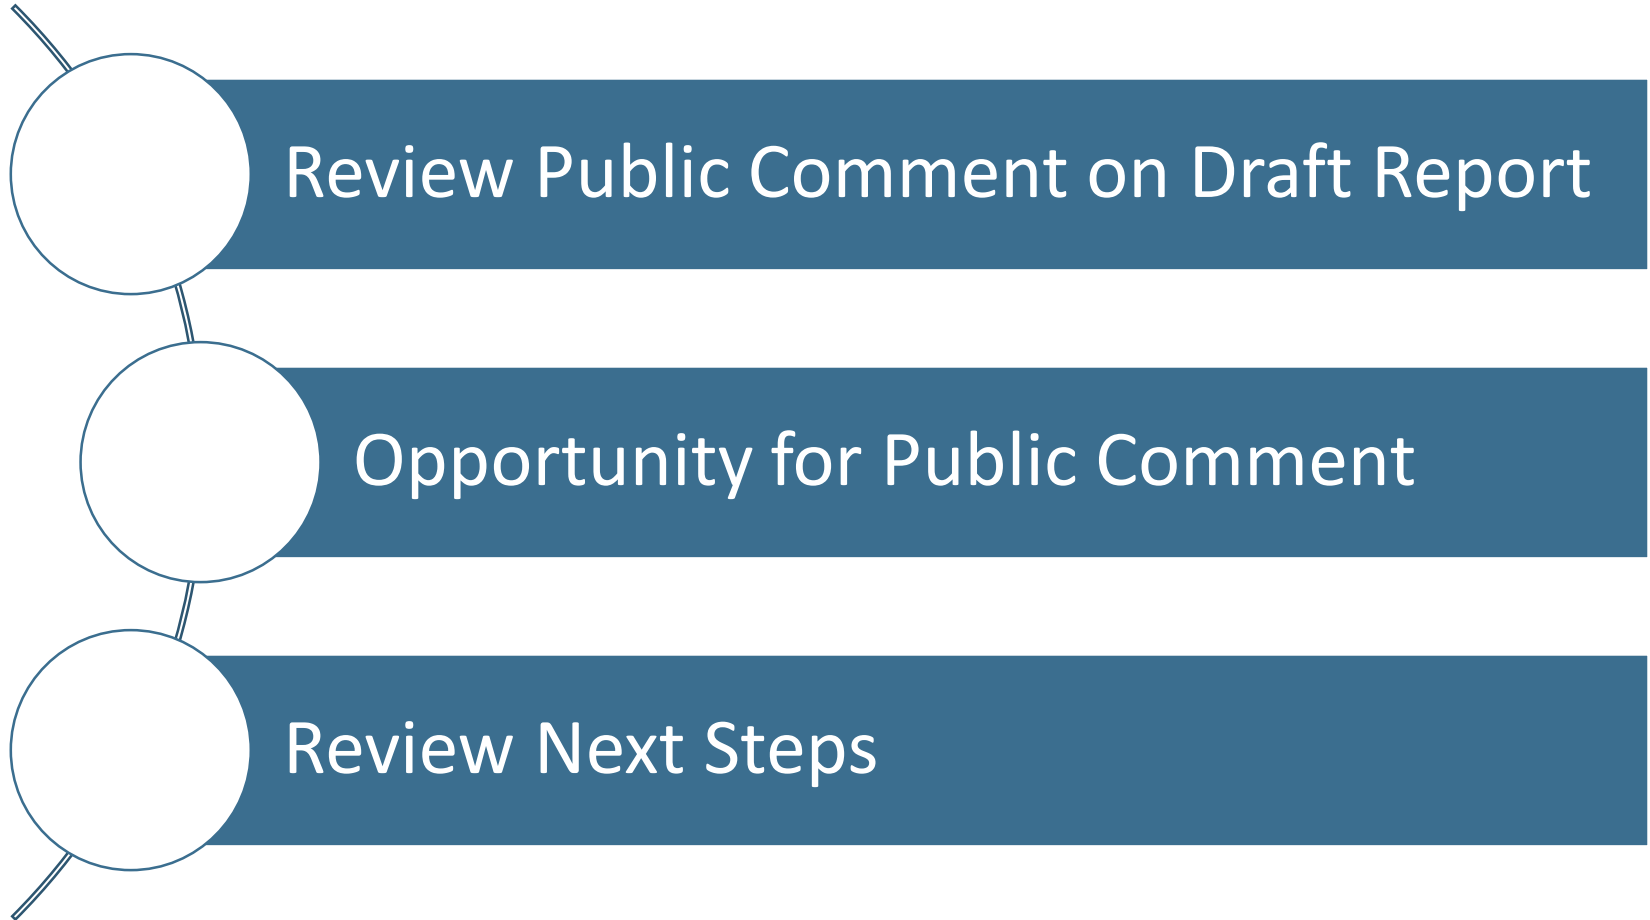 Review Public Comment on Draft Report
Opportunity for Public Comment
Review Next Steps